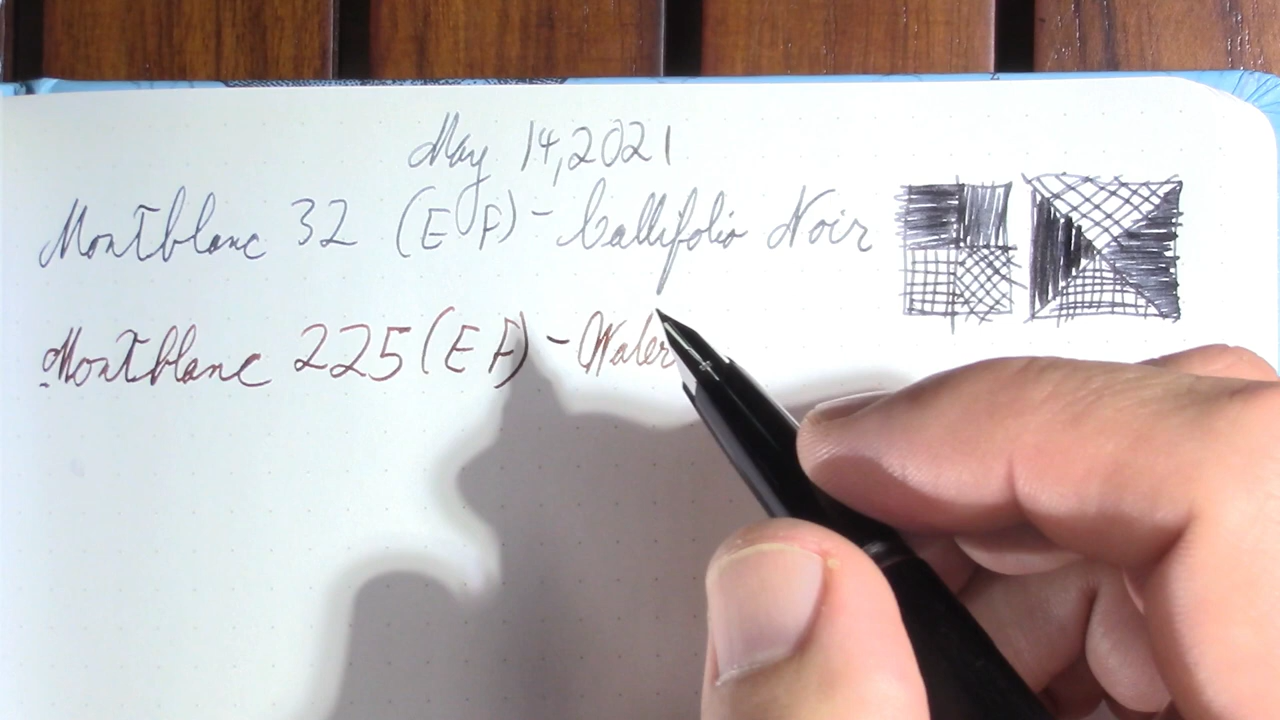 May 14, 2021
Montblanc 32 (EF) - Callifolio Noir
Montblanc 225 (EF) - Water